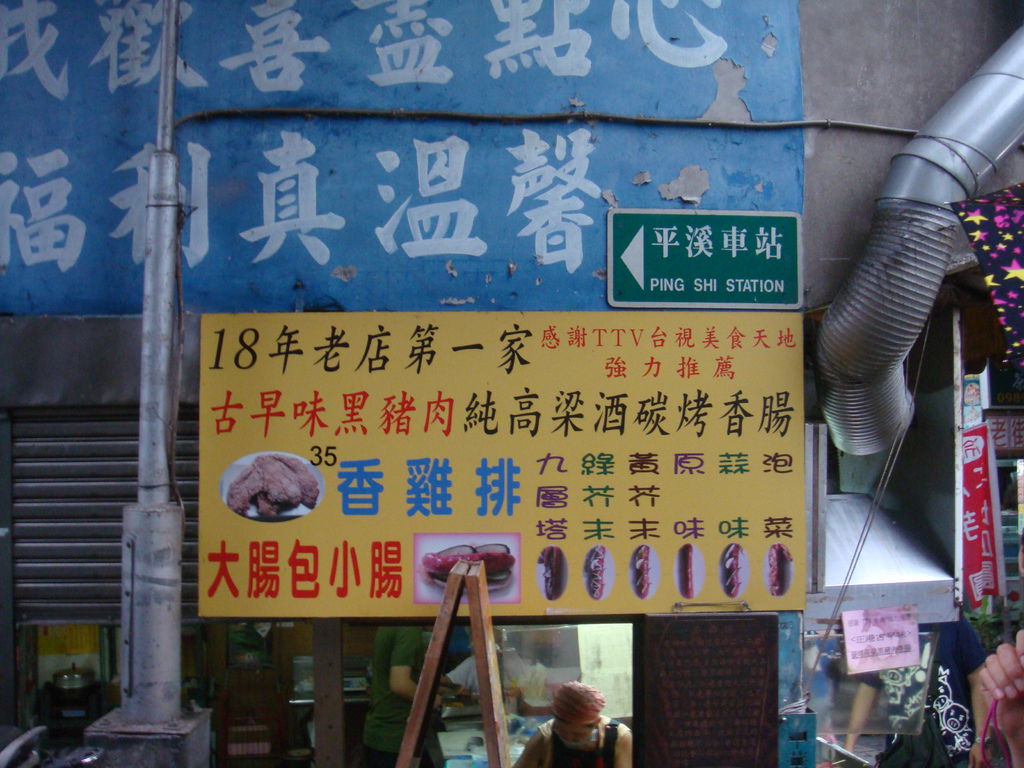 我歡喜盡點心
福利真溫馨
平溪車站
PING SHI STATION
18年老店第一家
感謝TTV台視美食天地
強力推薦
古早味黑豬肉純高梁酒碳烤香腸
35
香雞排
九層塔
綠芥末
黃芥末
原味
蒜味
泡菜
大腸包小腸